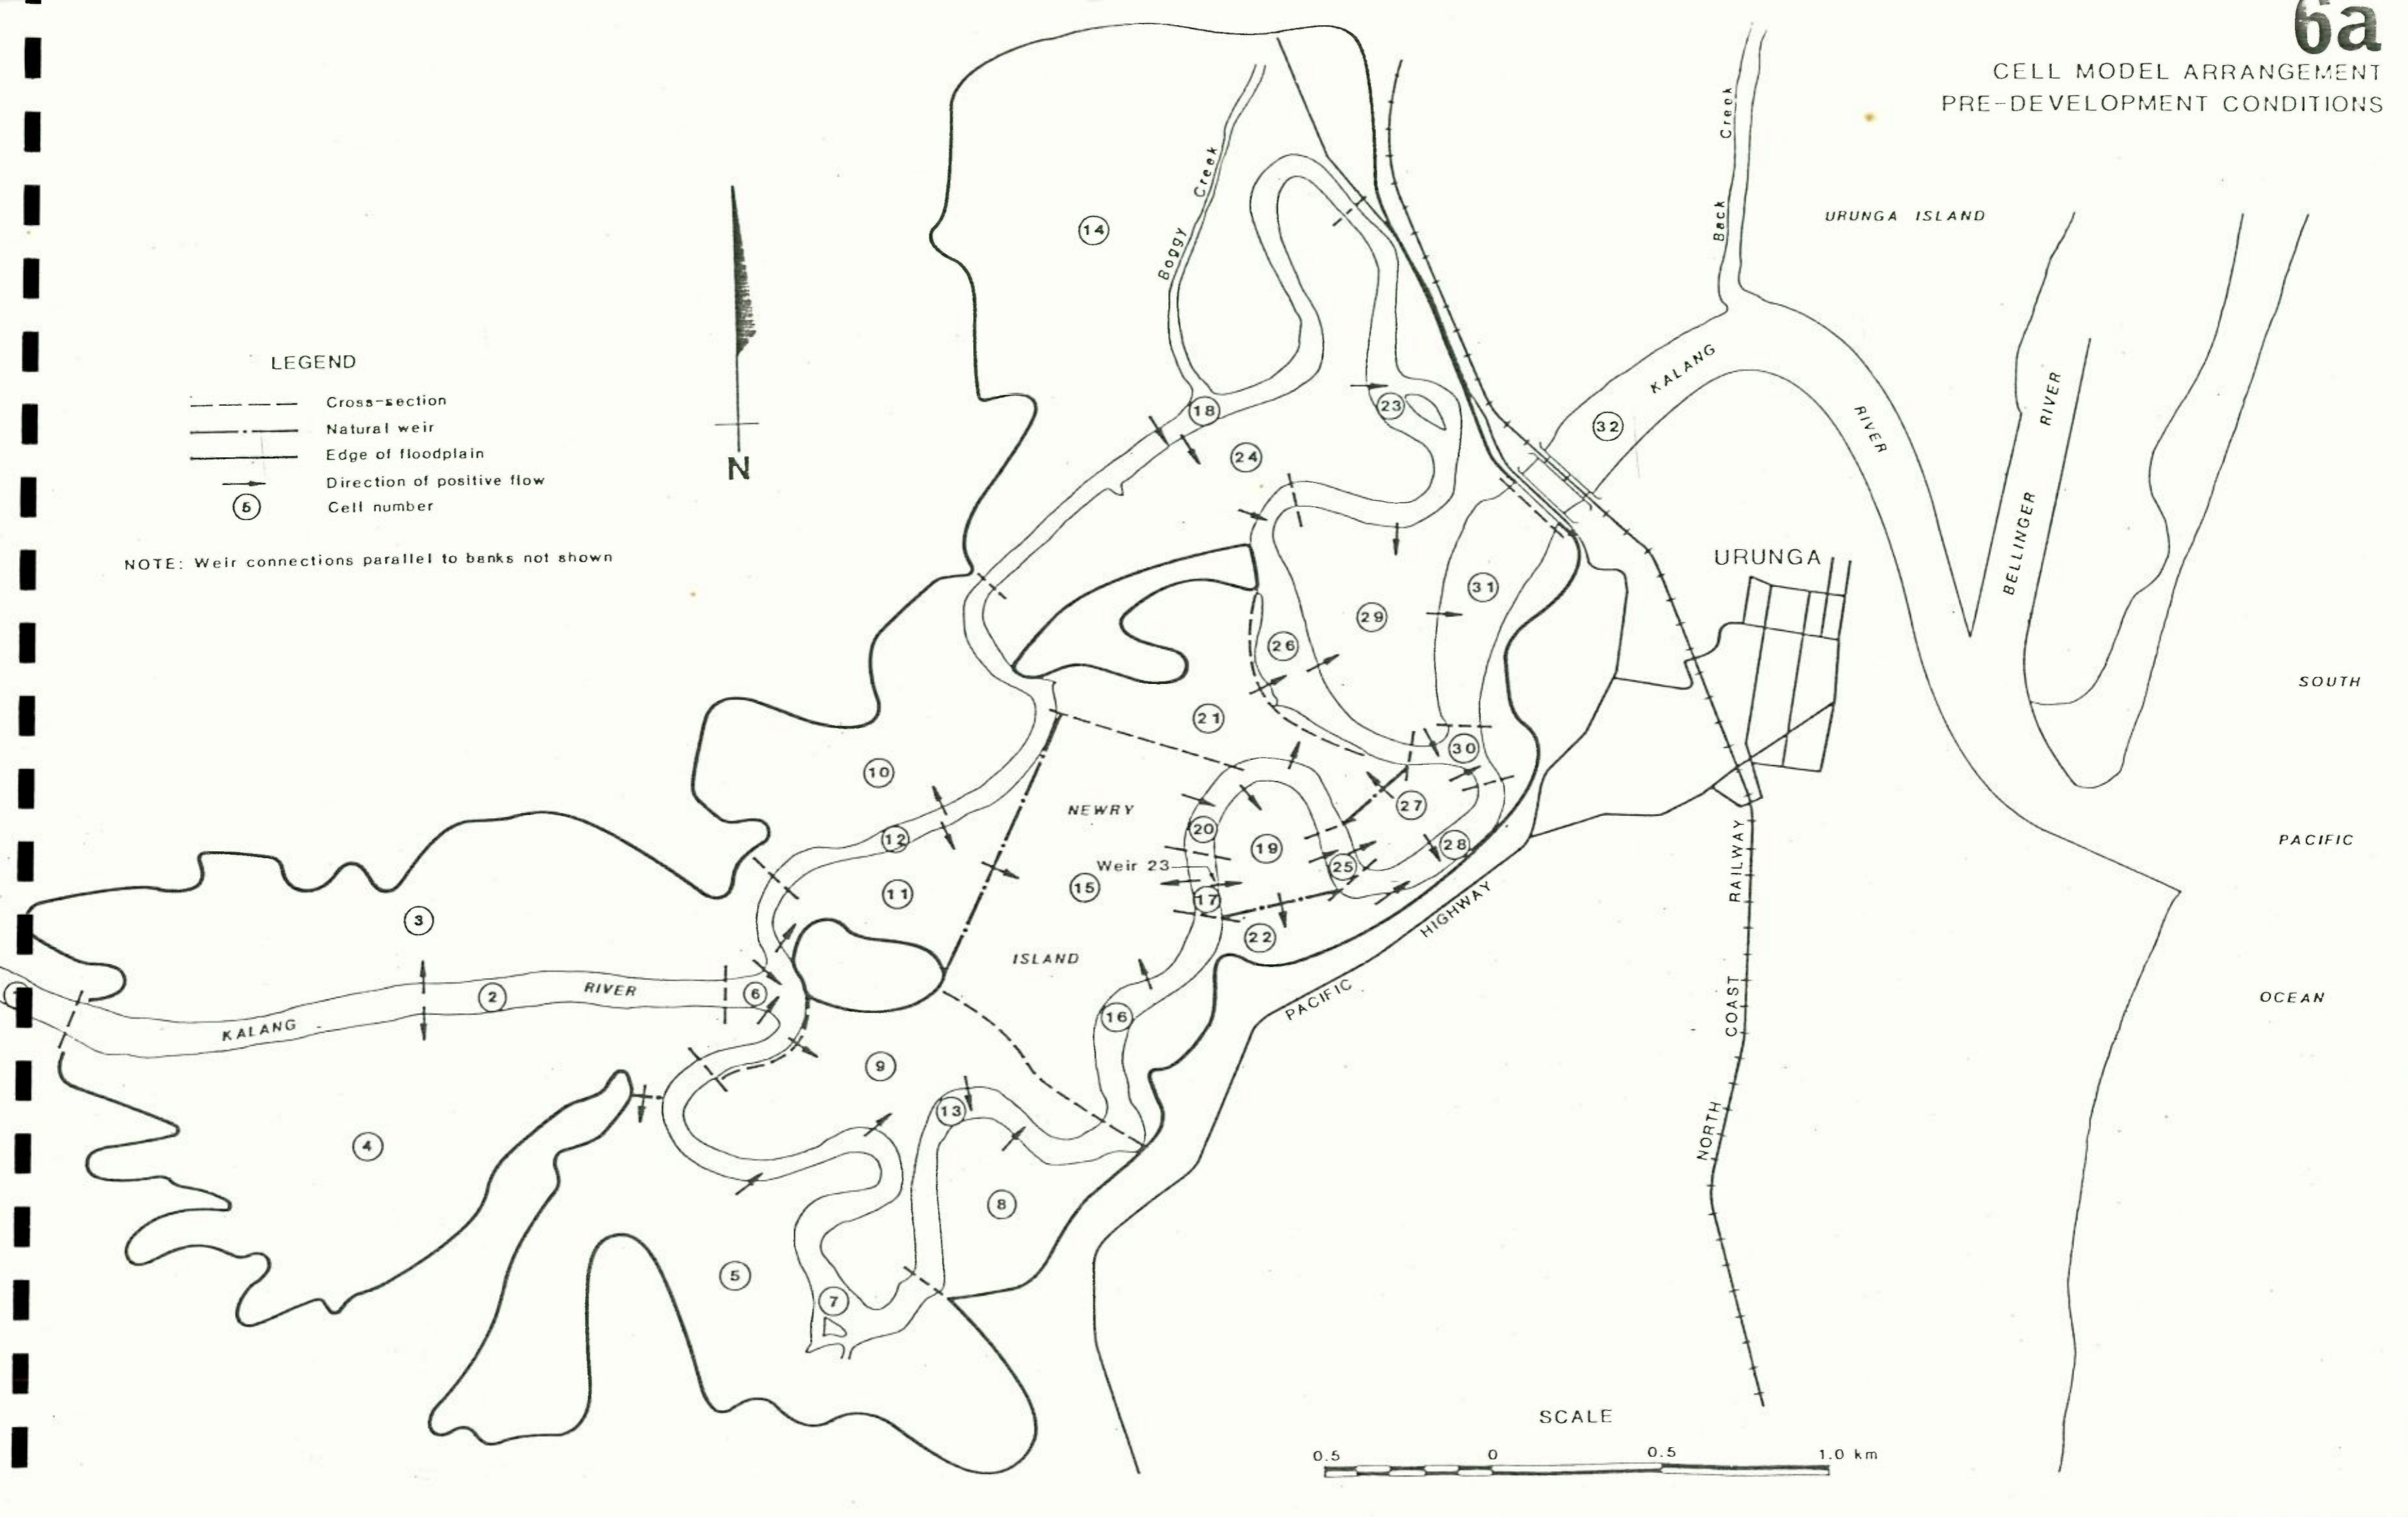 6a
CELL MODEL ARRANGEMENT
PRE-DEVELOPMENT CONDITIONS
LEGEND
Cross-section
Natural weir
Edge of floodplain
Direction of positive flow
5 Cell number
NOTE: Weir connections parallel to banks not shown
N
Boggy Creek
Back Creek
URUNGA ISLAND
KALANG
RIVER
BELLINGER RIVER
URUNGA
SOUTH
PACIFIC
OCEAN
NEWRY
ISLAND
Weir 23
KALANG
RIVER
PACIFIC
HIGHWAY
NORTH COAST RAILWAY
14
18
23
24
32
31
29
26
21
30
10
27
12
20
19
28
25
11
15
17
22
3
2
6
16
9
13
4
8
5
7
SCALE
0.5 0 0.5 1.0 km